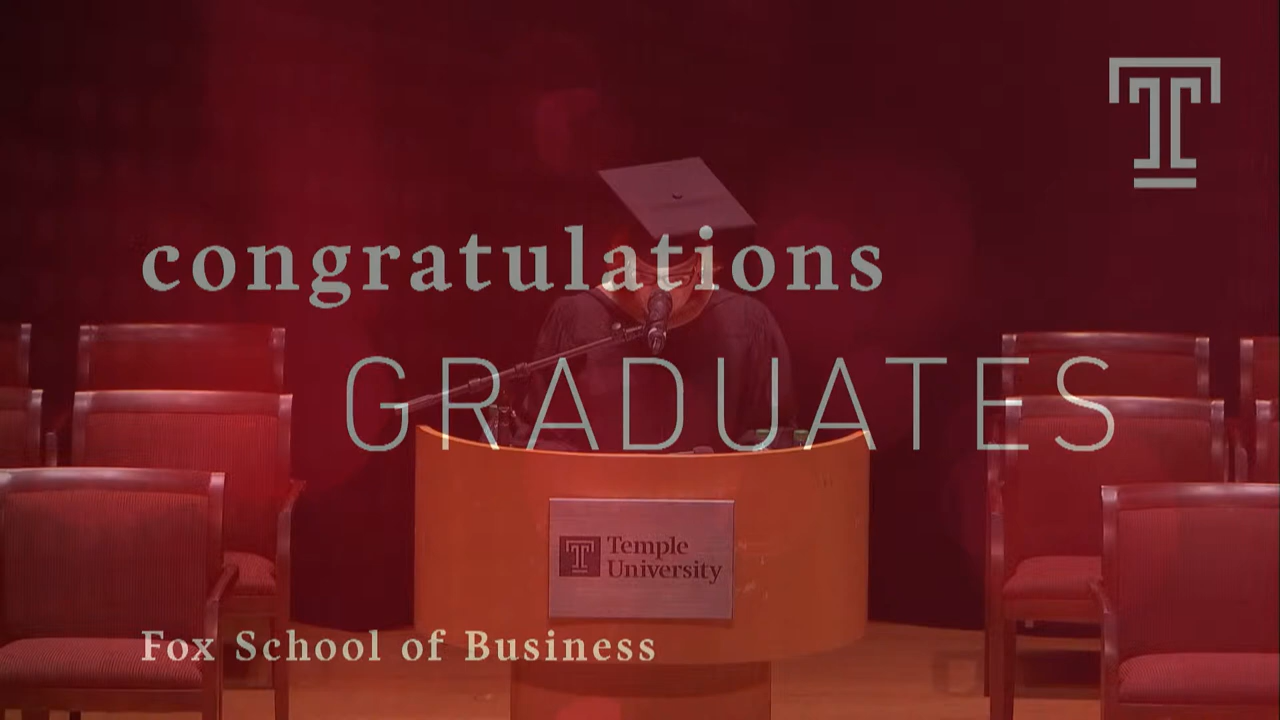 congratulations
GRADUATES
Temple
University
Fox School of Business